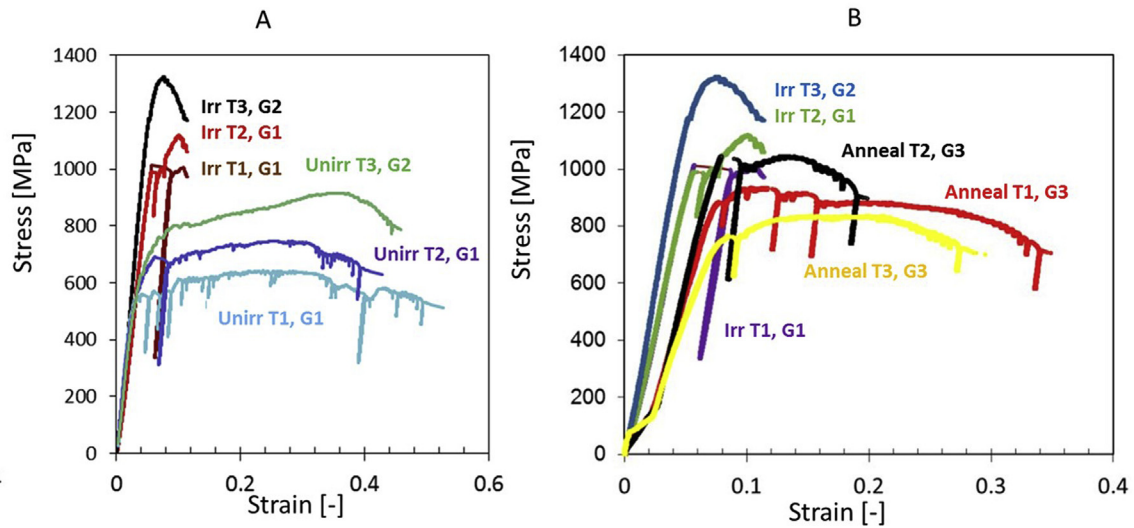 A
Stress [MPa]
1400
1200
1000
800
600
400
200
0
0
0.2
0.4
0.6
Strain [-]
Irr T3, G2
Irr T2, G1
Irr T1, G1
Unirr T3, G2
Unirr T2, G1
Unirr T1, G1
B
Stress [MPa]
1400
1200
1000
800
600
400
200
0
0
0.1
0.2
0.3
0.4
Strain [-]
Irr T3, G2
Irr T2, G1
Anneal T2, G3
Anneal T1, G3
Anneal T3, G3
Irr T1, G1